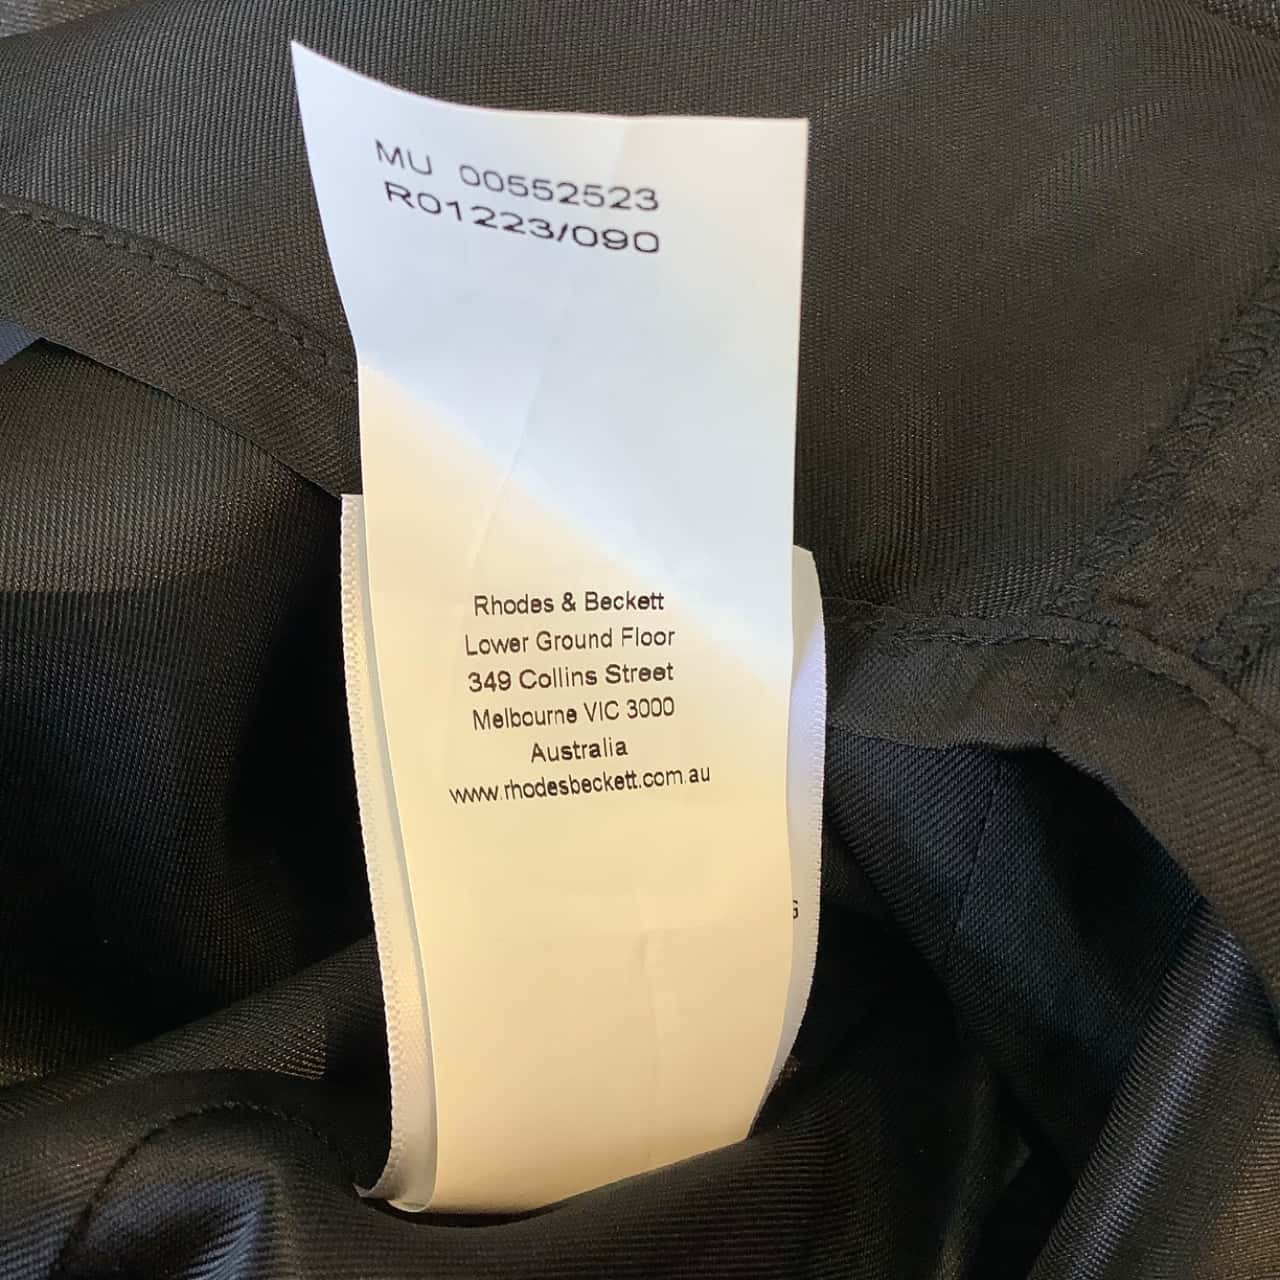 MU 00552523
R01223/090
Rhodes & Beckett
Lower Ground Floor
349 Collins Street
Melbourne VIC 3000
Australia
www.rhodesbeckett.com.au
G